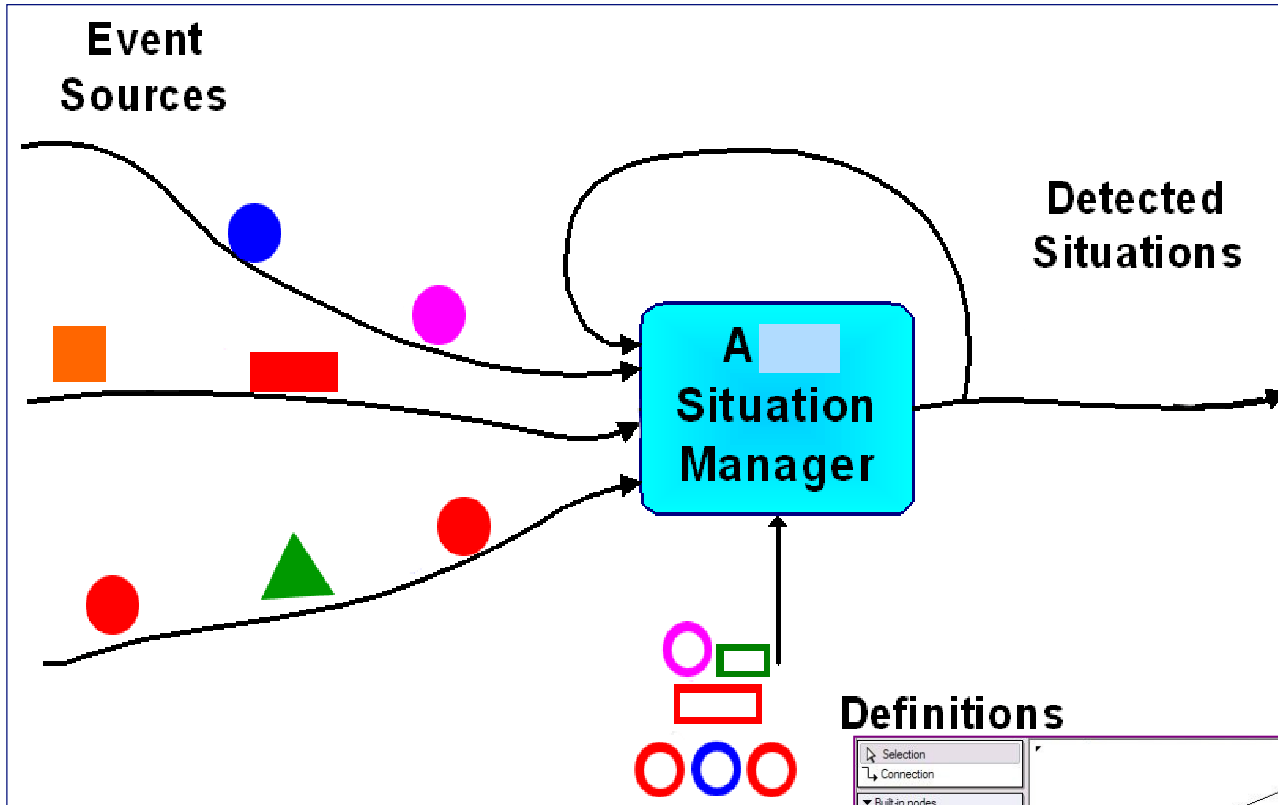 Event
Sources
Detected
Situations
A
Situation
Manager
Definitions
Selection
Connection
Built-in nodes